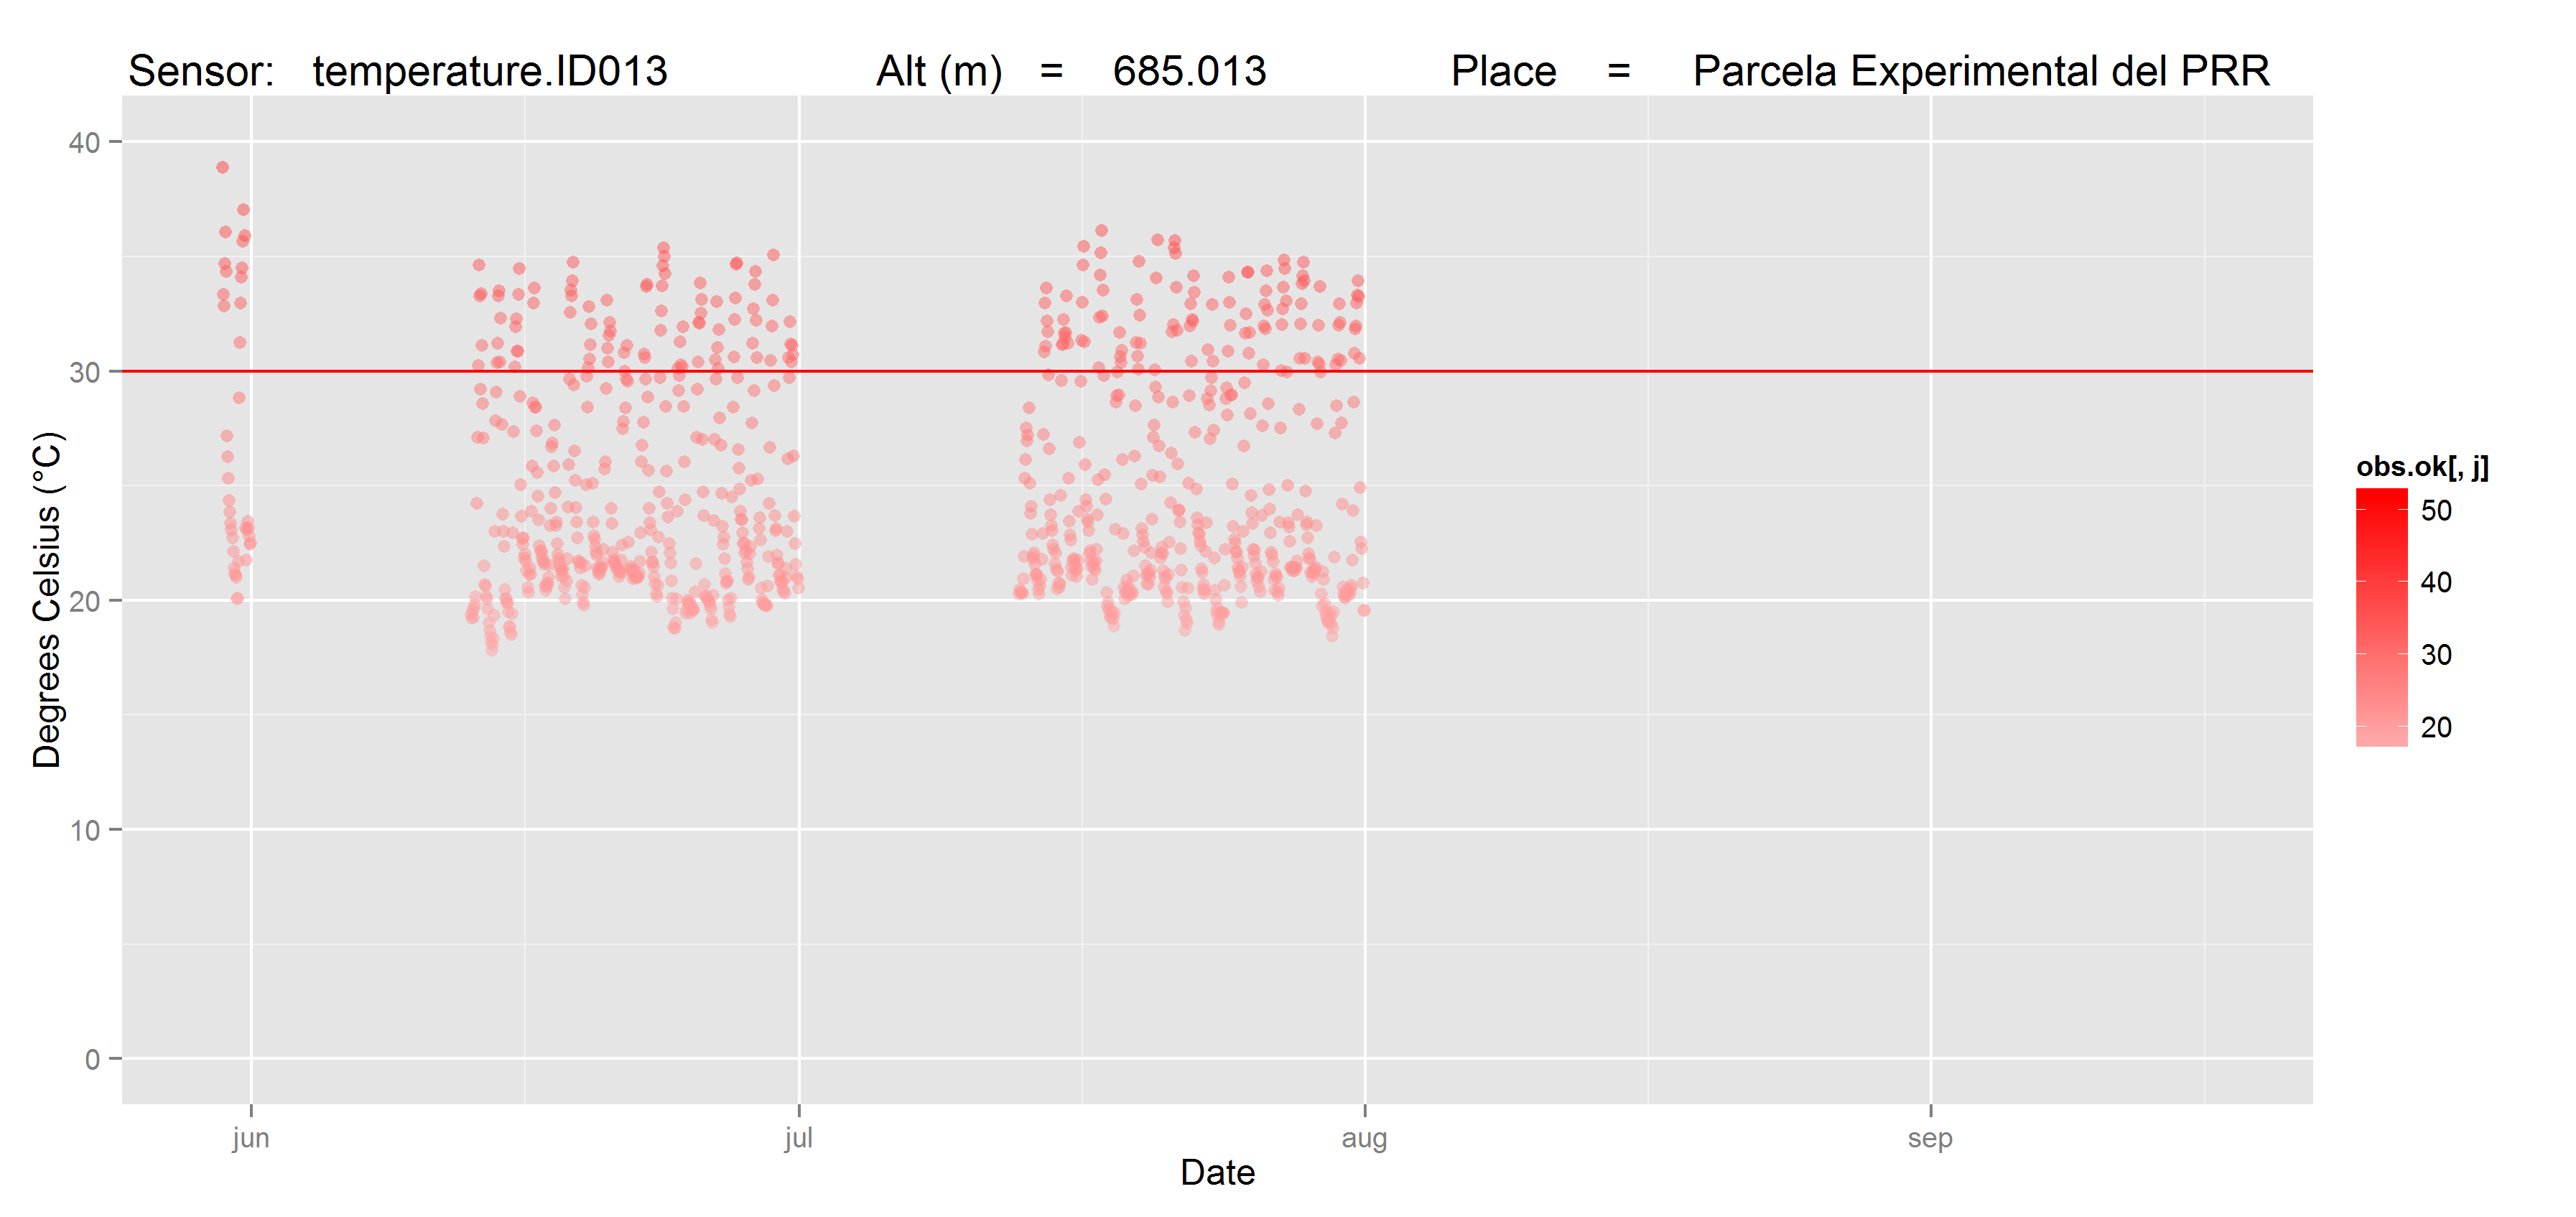 Sensor: temperature.ID013 Alt (m) = 685.013 Place = Parcela Experimental del PRR
Degrees Celsius (°C)
40
30
20
10
0
jun jul aug sep
Date
obs.ok[, j]
50
40
30
20